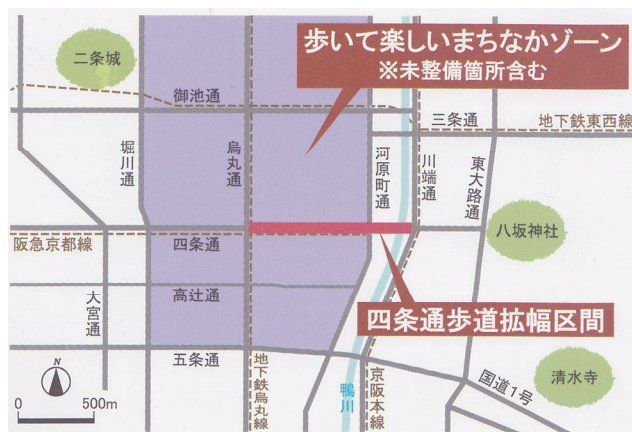 歩いて楽しいまちなかゾーン
※未整備箇所含む
二条城
御池通
三条通
地下鉄東西線
堀川通
烏丸通
河原町通
川端通
東大路通
八坂神社
阪急京都線
四条通
四条通歩道拡幅区間
大宮通
高辻通
五条通
地下鉄烏丸線
鴨川
京阪本線
国道1号
清水寺
N
0 500m